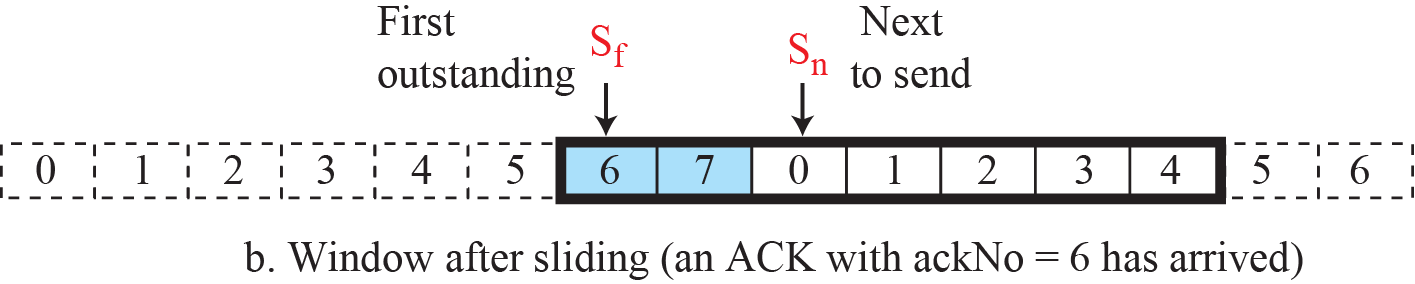 First
outstanding
Sf
Sn
Next
to send
0 1 2 3 4 5 6 7 0 1 2 3 4 5 6
b. Window after sliding (an ACK with ackNo = 6 has arrived)